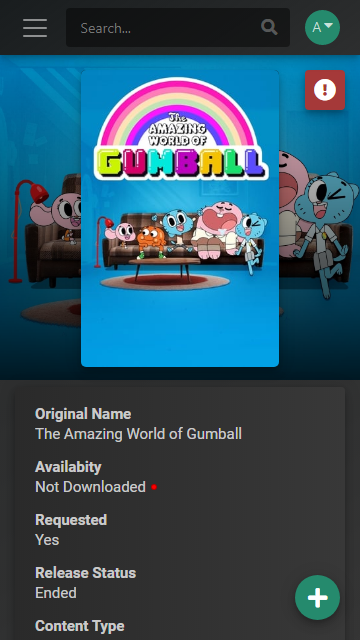 Search...
A
The
AMAZING
WORLD OF
GUMBALL
Original Name
The Amazing World of Gumball
Availabity
Not Downloaded
Requested
Yes
Release Status
Ended
Content Type